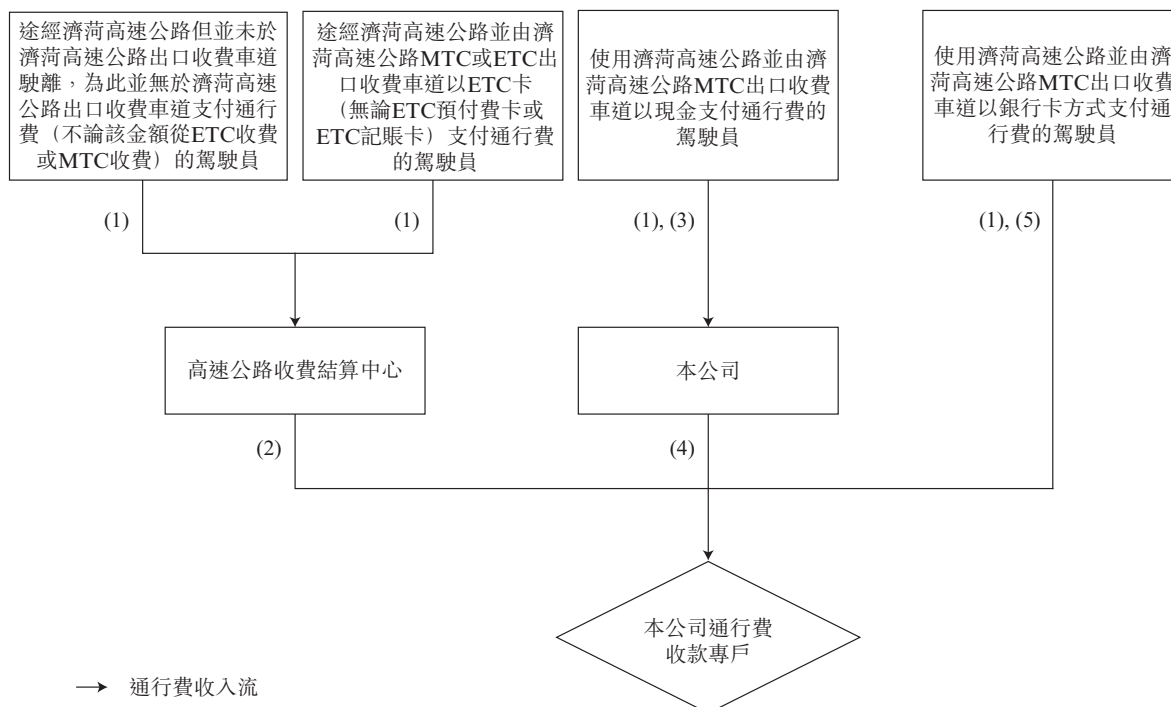 途經濟菏高速公路但並未於
濟菏高速公路出口收費車道
駛離，為此並無於濟菏高速
公路出口收費車道支付通行
費（不論該金額從ETC收費
或MTC收費）的駕駛員
途經濟菏高速公路並由濟
菏高速公路MTC或ETC出
口收費車道以ETC卡
（無論ETC預付費卡或
ETC記賬卡）支付通行費
的駕駛員
使用濟菏高速公路並由濟
菏高速公路MTC出口收費
車道以現金支付通行費的
駕駛員
使用濟菏高速公路並由濟
菏高速公路MTC出口收費
車道以銀行卡方式支付通
行費的駕駛員
(1)
(1)
(1), (3)
(1), (5)
高速公路收費結算中心
本公司
(2)
(4)
本公司通行費
收款專戶
通行費收入流